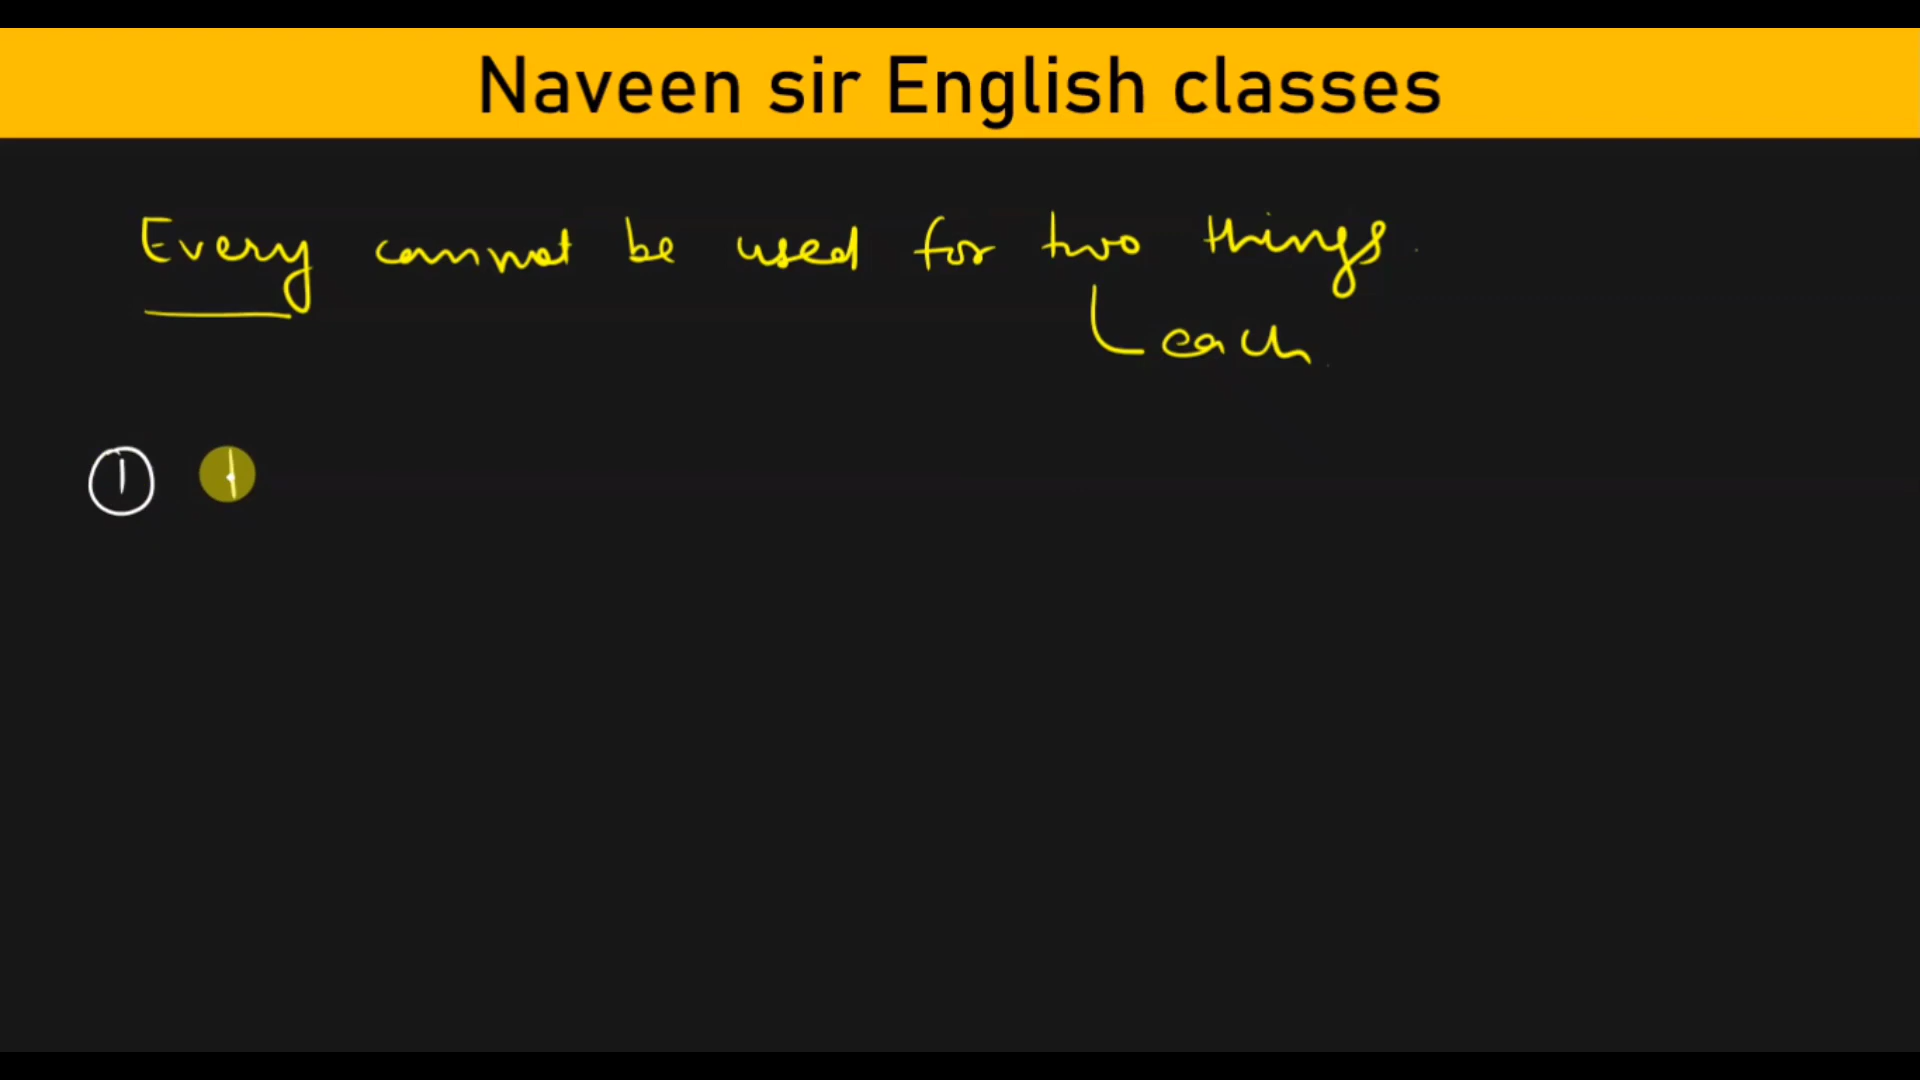 Naveen sir English classes
Every cannot be used for two things.
each.
1